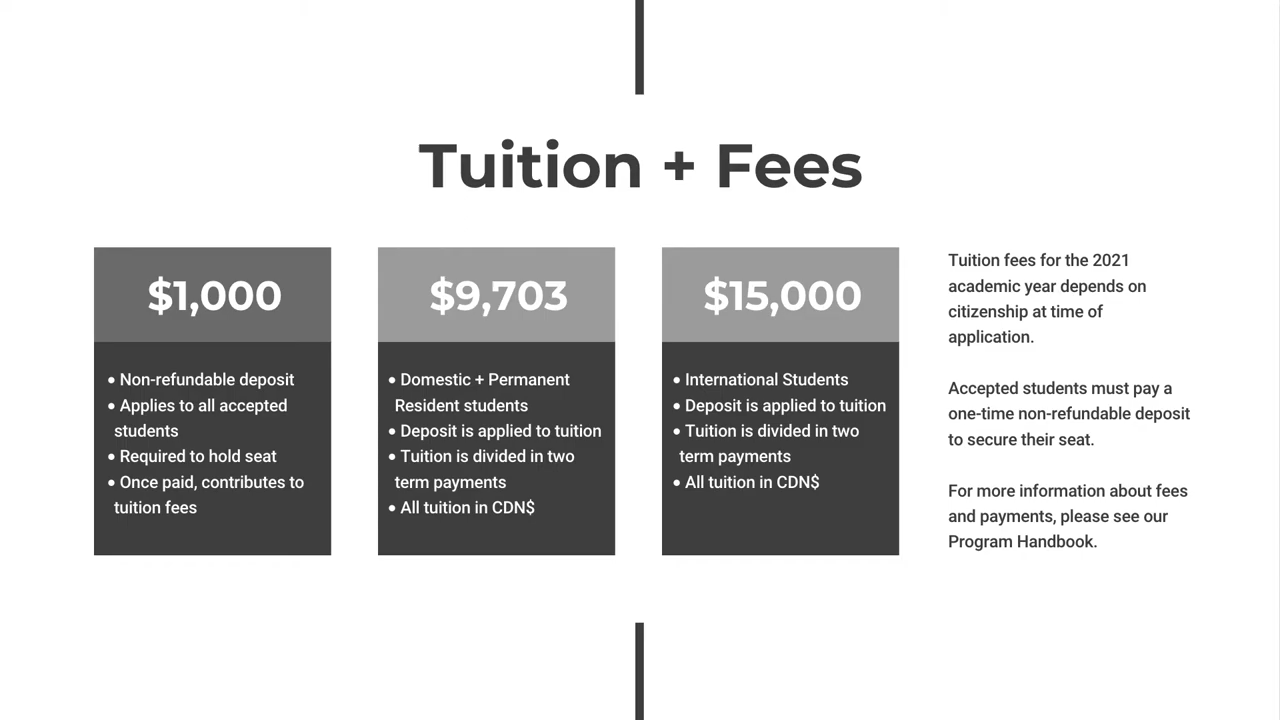 Tuition + Fees
$1,000
• Non-refundable deposit
• Applies to all accepted
students
• Required to hold seat
• Once paid, contributes to
tuition fees
$9,703
• Domestic + Permanent
Resident students
• Deposit is applied to tuition
• Tuition is divided in two
term payments
• All tuition in CDN$
$15,000
• International Students
• Deposit is applied to tuition
• Tuition is divided in two
term payments
• All tuition in CDN$
Tuition fees for the 2021
academic year depends on
citizenship at time of
application.
Accepted students must pay a
one-time non-refundable deposit
to secure their seat.
For more information about fees
and payments, please see our
Program Handbook.